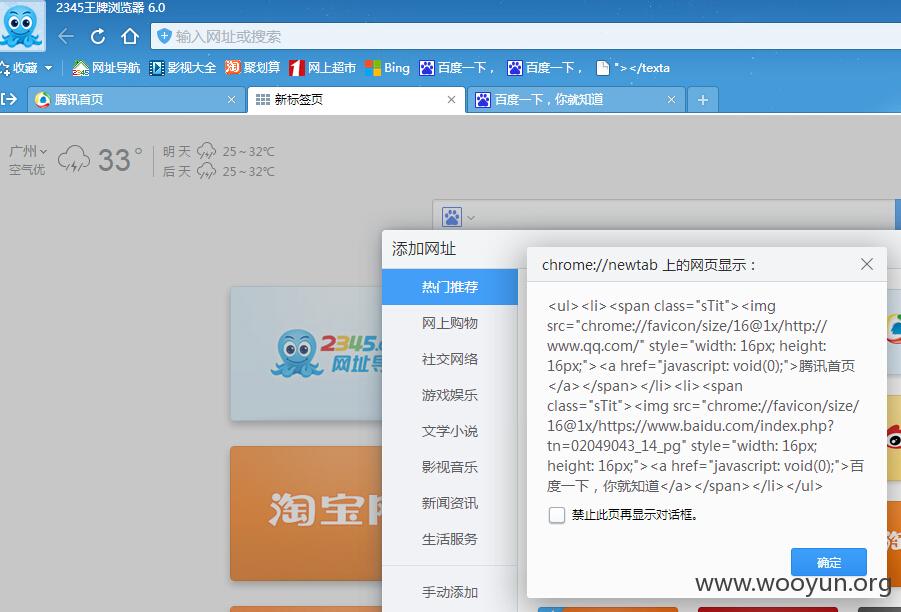 2345王牌浏览器 6.0
输入网址或搜索
收藏 网址导航 影视大全 聚划算 网上超市 Bing 百度一下， 百度一下， "></texta
腾讯首页 新标签页 百度一下，你就知道
广州 33° 明天 25～32℃
空气优 后天 25～32℃
添加网址
热门推荐
网上购物
社交网络
游戏娱乐
文学小说
影视音乐
新闻资讯
生活服务
手动添加
chrome://newtab 上的网页显示：
<ul><li><span class="sTit"><img
src="chrome://favicon/size/16@1x/http://
www.qq.com/" style="width: 16px; height:
16px;"><a href="javascript: void(0);">腾讯首页
</a></span></li><li><span
class="sTit"><img src="chrome://favicon/size/
16@1x/https://www.baidu.com/index.php?
tn=02049043_14_pg" style="width: 16px;
height: 16px;"><a href="javascript: void(0);">百
度一下，你就知道</a></span></li></ul>
禁止此页再显示对话框。
确定
2345.
网址导
淘宝网
www.wooyun.org